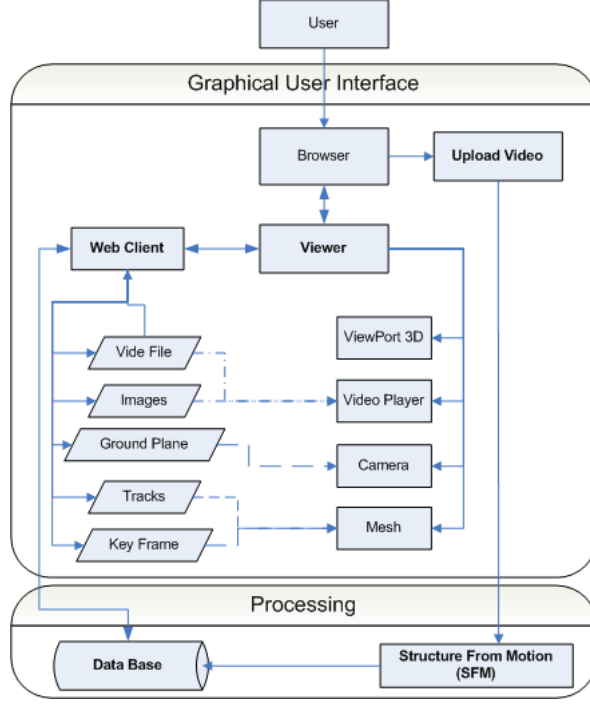 User
Graphical User Interface
Browser
Upload Video
Web Client
Viewer
Vide File
ViewPort 3D
Images
Video Player
Ground Plane
Camera
Tracks
Mesh
Key Frame
Processing
Data Base
Structure From Motion
(SFM)